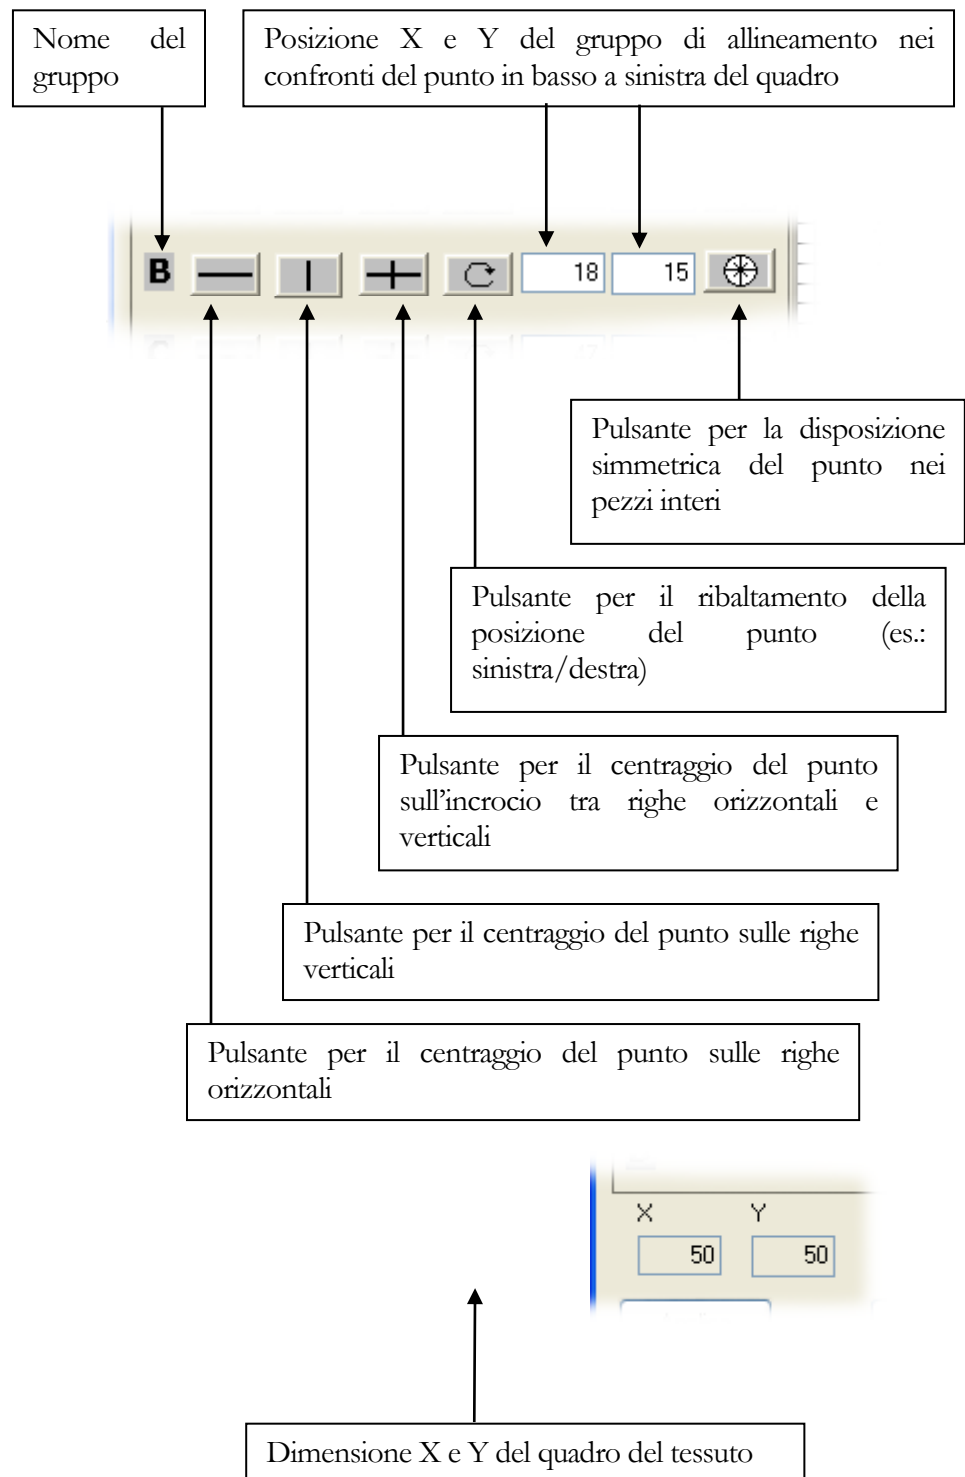 Nome del
gruppo
Posizione X e Y del gruppo di allineamento nei
confronti del punto in basso a sinistra del quadro
B
18
15
Pulsante per la disposizione
simmetrica del punto nei
pezzi interi
Pulsante per il ribaltamento della
posizione del punto (es.:
sinistra/destra)
Pulsante per il centraggio del punto
sull'incrocio tra righe orizzontali e
verticali
Pulsante per il centraggio del punto sulle righe
verticali
Pulsante per il centraggio del punto sulle righe
orizzontali
X Y
50 50
Dimensione X e Y del quadro del tessuto